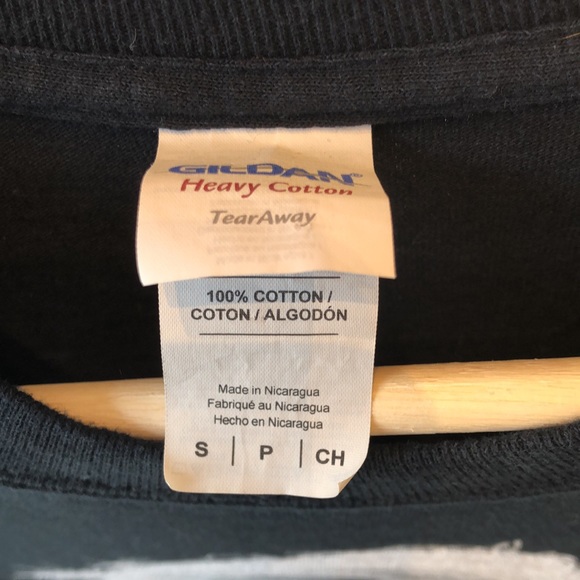 GILDAN®
Heavy Cotton
TearAway
100% COTTON /
COTON / ALGODÓN
Made in Nicaragua
Fabriqué au Nicaragua
Hecho en Nicaragua
S | P | CH